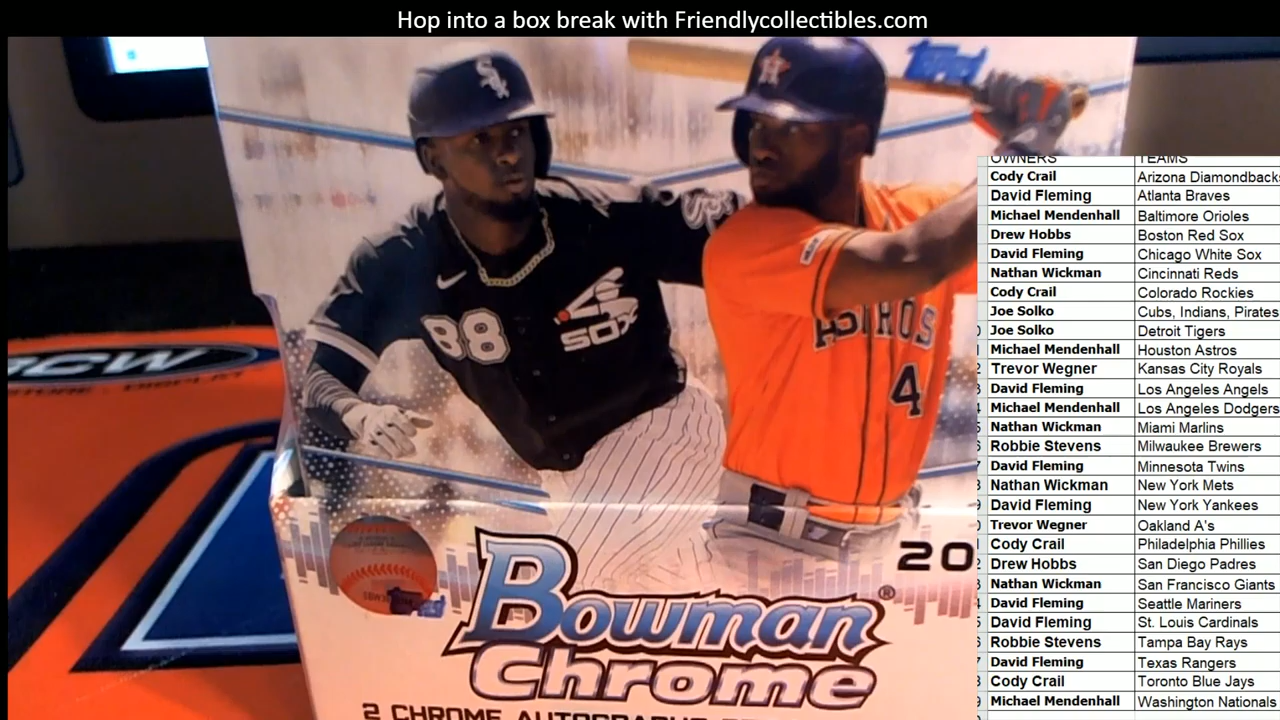 Hop into a box break with Friendlycollectibles.com
OWNERS TEAMS
Cody Crail Arizona Diamondbacks
David Fleming Atlanta Braves
Michael Mendenhall Baltimore Orioles
Drew Hobbs Boston Red Sox
David Fleming Chicago White Sox
Nathan Wickman Cincinnati Reds
Cody Crail Colorado Rockies
Joe Solko Cubs, Indians, Pirates
Joe Solko Detroit Tigers
Michael Mendenhall Houston Astros
Trevor Wegner Kansas City Royals
David Fleming Los Angeles Angels
Michael Mendenhall Los Angeles Dodgers
Nathan Wickman Miami Marlins
Robbie Stevens Milwaukee Brewers
David Fleming Minnesota Twins
Nathan Wickman New York Mets
David Fleming New York Yankees
Trevor Wegner Oakland A's
Cody Crail Philadelphia Phillies
Drew Hobbs San Diego Padres
Nathan Wickman San Francisco Giants
David Fleming Seattle Mariners
David Fleming St. Louis Cardinals
Robbie Stevens Tampa Bay Rays
David Fleming Texas Rangers
Cody Crail Toronto Blue Jays
Michael Mendenhall Washington Nationals
SOX
88
SOX
ASTROS
4
20
Bowman®
Chrome
2 CHROME AUTOGRAPHS